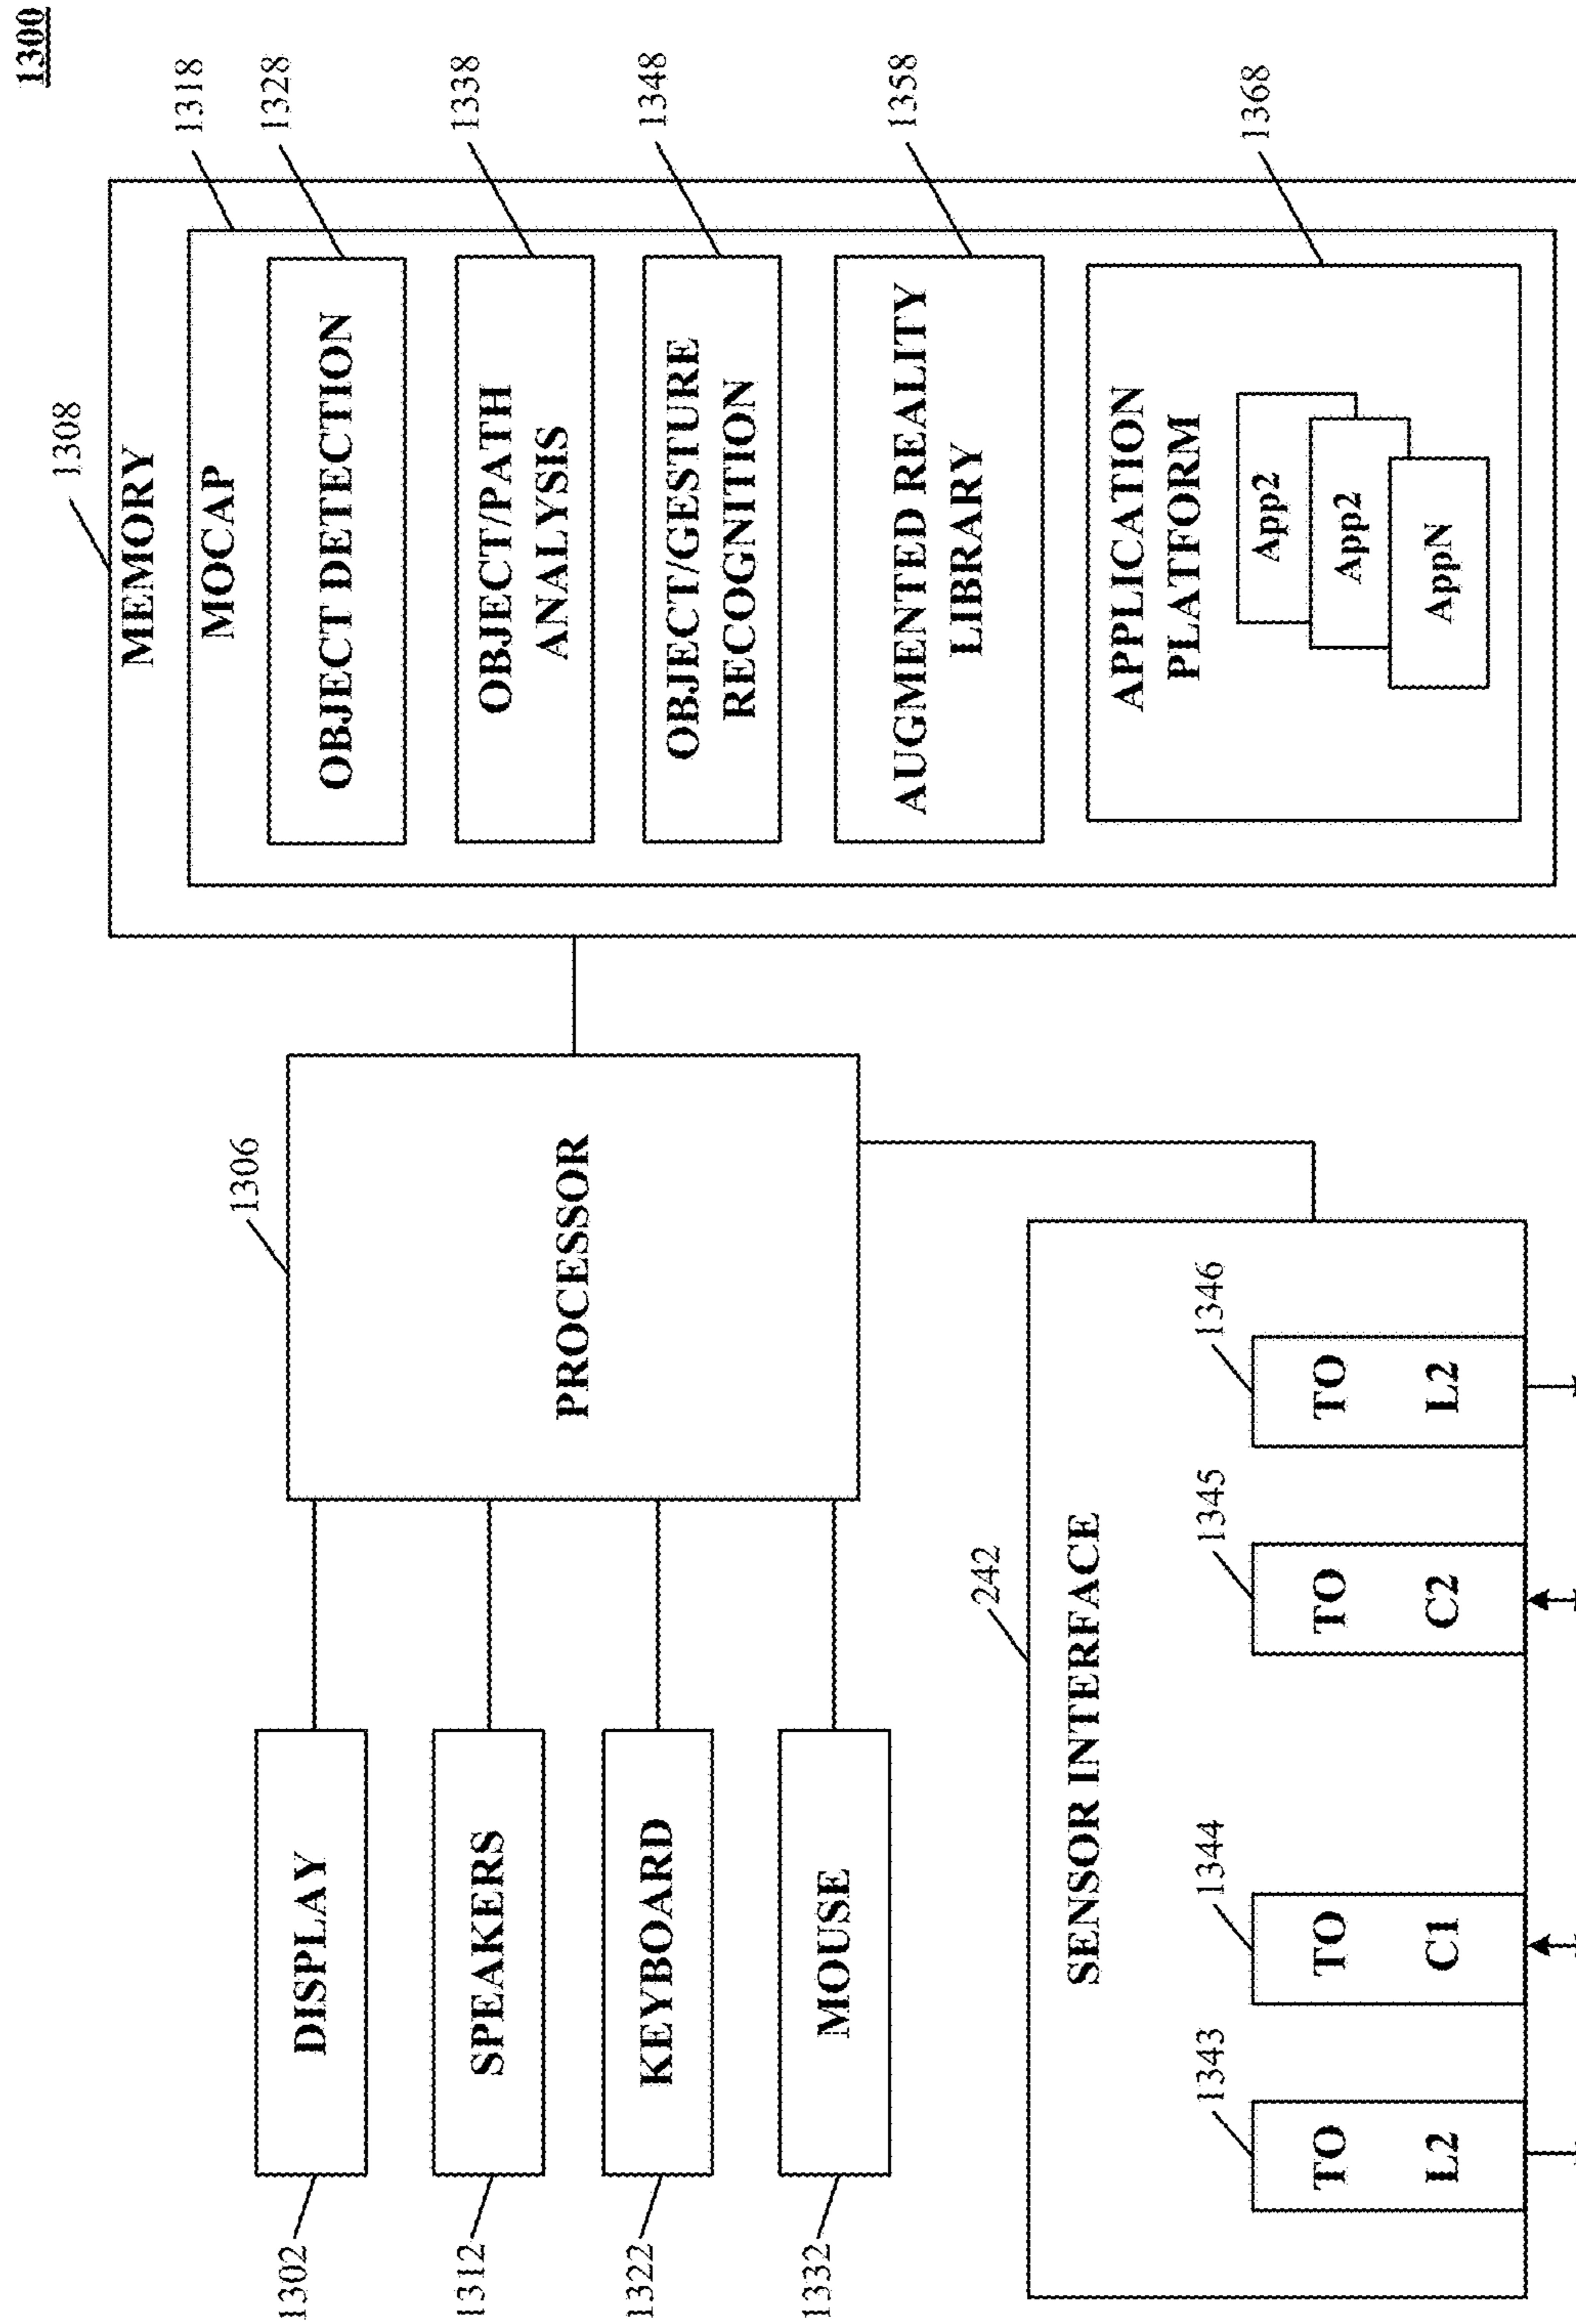 1300
1302
DISPLAY
1312
SPEAKERS
1322
KEYBOARD
1332
MOUSE
1306
PROCESSOR
1308
MEMORY
1318
MOCAP
1328
OBJECT DETECTION
1338
OBJECT/PATH
ANALYSIS
1348
OBJECT/GESTURE
RECOGNITION
1358
AUGMENTED REALITY
LIBRARY
1368
APPLICATION
PLATFORM
App2
App2
AppN
242
SENSOR INTERFACE
1343
TO
L2
1344
TO
C1
1345
TO
C2
1346
TO
L2